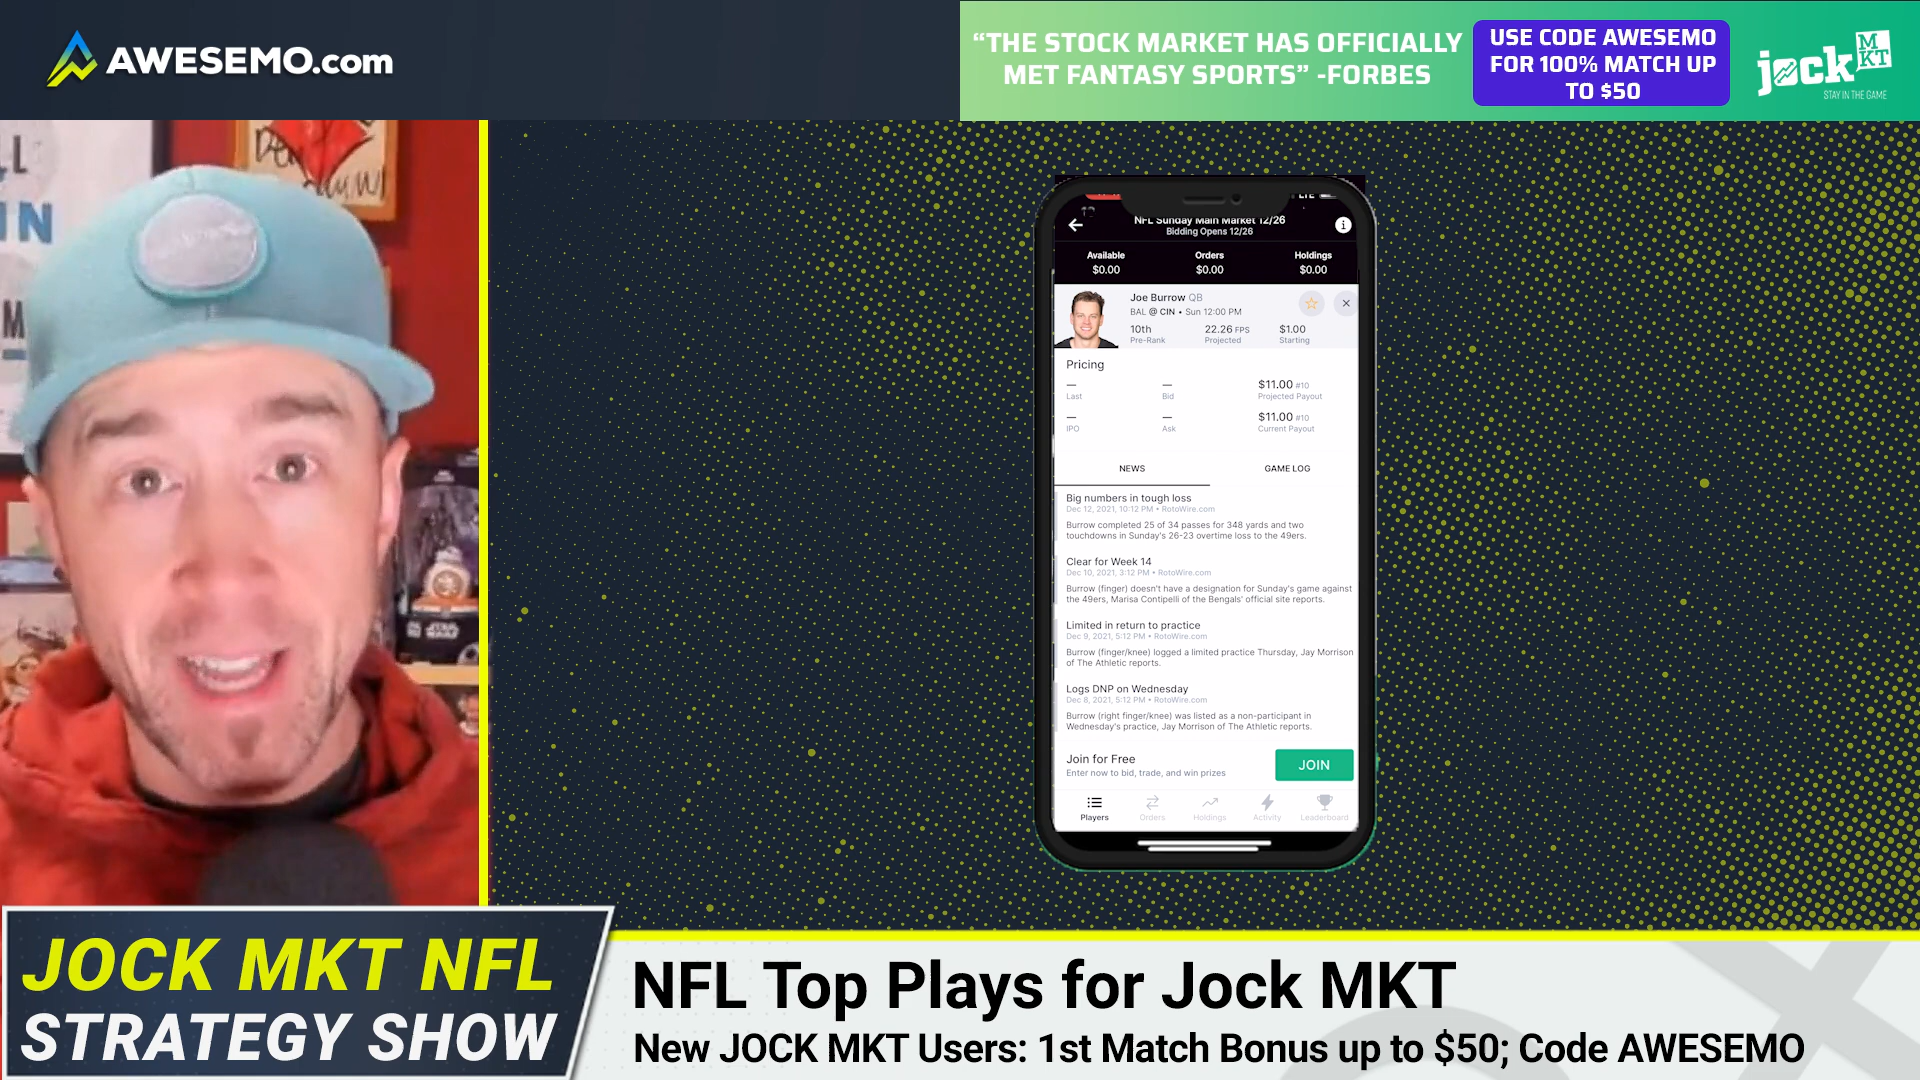 AWESEMO.com
“THE STOCK MARKET HAS OFFICIALLY
MET FANTASY SPORTS” -FORBES
USE CODE AWESEMO
FOR 100% MATCH UP
TO $50
jock MKT
STAY IN THE GAME
NFL Sunday Main Market 12/26
Bidding Opens 12/26
Available Orders Holdings
$0.00 $0.00 $0.00
Joe Burrow QB
BAL @ CIN • Sun 12:00 PM
10th 22.26 FPS $1.00
Pre-Rank Projected Starting
Pricing
— — $11.00 #10
Last Bid Projected Payout
— — $11.00 #10
IPO Ask Current Payout
NEWS GAME LOG
Big numbers in tough loss
Dec 12, 2021, 10:12 PM • RotoWire.com
Burrow completed 25 of 34 passes for 348 yards and two
touchdowns in Sunday's 26-23 overtime loss to the 49ers.
Clear for Week 14
Dec 10, 2021, 3:12 PM • RotoWire.com
Burrow (finger) doesn't have a designation for Sunday's game against
the 49ers, Marisa Contipelli of the Bengals' official site reports.
Limited in return to practice
Dec 9, 2021, 5:12 PM • RotoWire.com
Burrow (finger/knee) logged a limited practice Thursday, Jay Morrison
of The Athletic reports.
Logs DNP on Wednesday
Dec 8, 2021, 5:12 PM • RotoWire.com
Burrow (right finger/knee) was listed as a non-participant in
Wednesday's practice, Jay Morrison of The Athletic reports.
Join for Free
Enter now to bid, trade, and win prizes
JOIN
Players Orders Holdings Activity Leaderboard
JOCK MKT NFL
STRATEGY SHOW
NFL Top Plays for Jock MKT
New JOCK MKT Users: 1st Match Bonus up to $50; Code AWESEMO